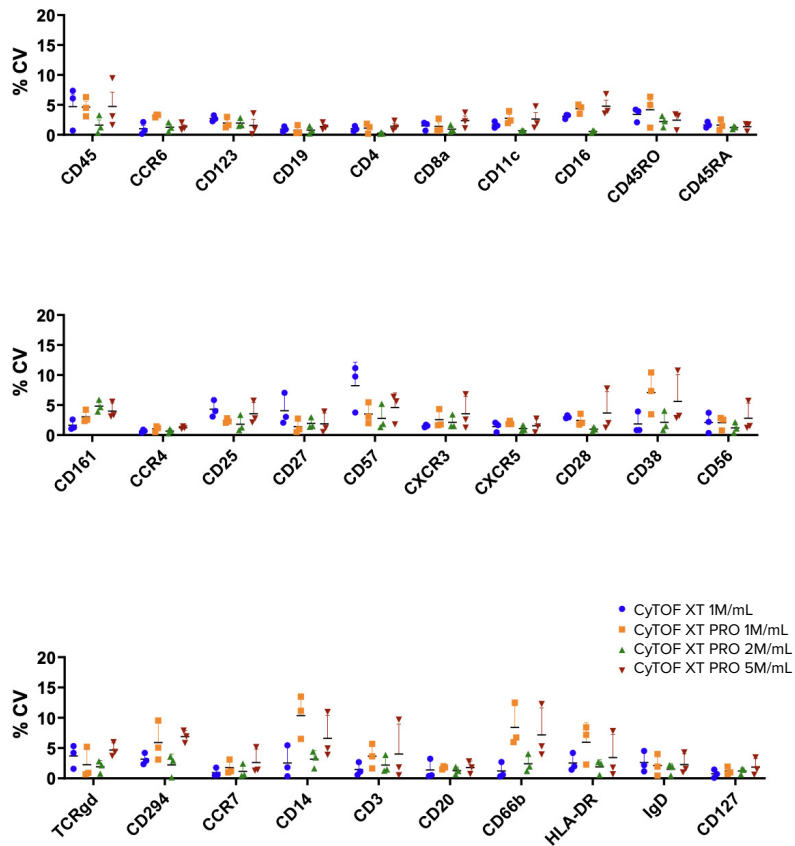 20
15
10
5
0
% CV
CD45
CCR6
CD123
CD19
CD4
CD8a
CD11c
CD16
CD45RO
CD45RA
20
15
10
5
0
% CV
CD161
CCR4
CD25
CD27
CD57
CXCR3
CXCR5
CD28
CD38
CD56
CyTOF XT 1M/mL
CyTOF XT PRO 1M/mL
CyTOF XT PRO 2M/mL
CyTOF XT PRO 5M/mL
20
15
10
5
0
% CV
TCRgd
CD294
CCR7
CD14
CD3
CD20
CD66b
HLA-DR
IgD
CD127